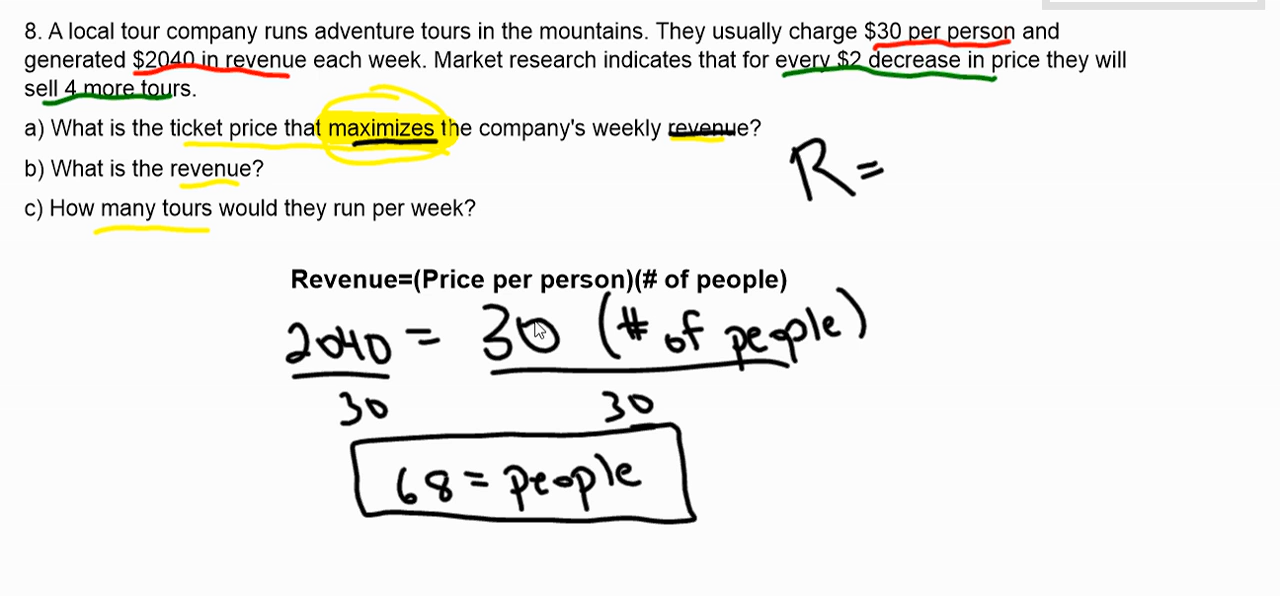 8. A local tour company runs adventure tours in the mountains. They usually charge $30 per person and
generated $2040 in revenue each week. Market research indicates that for every $2 decrease in price they will
sell 4 more tours.
a) What is the ticket price that maximizes the company's weekly revenue?
R=
b) What is the revenue?
c) How many tours would they run per week?
Revenue=(Price per person)(# of people)
2040 = 30 (# of people)
30 30
68 = people